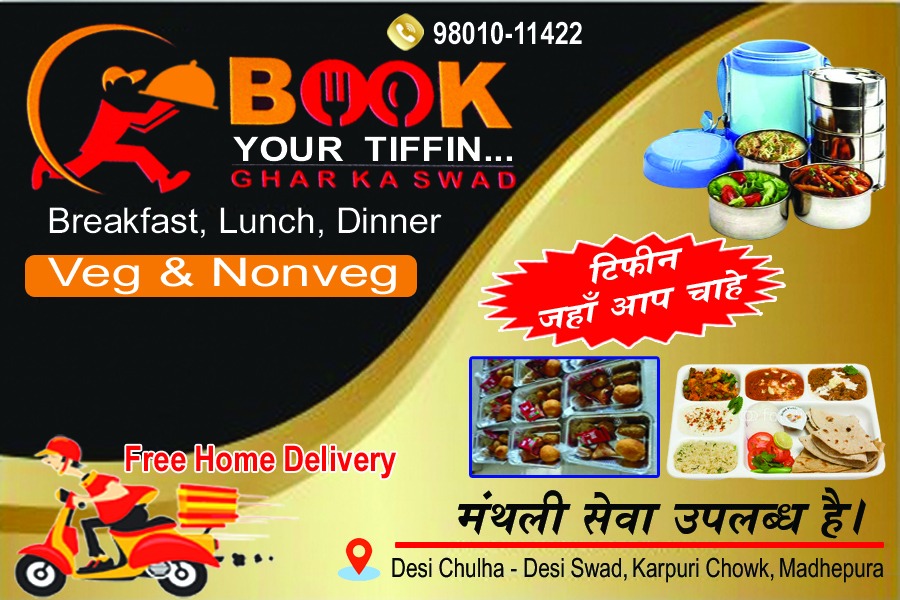 98010-11422
BOOK
YOUR TIFFIN...
GHAR KA SWAD
Breakfast, Lunch, Dinner
Veg & Nonveg
टिफीन
जहाँ आप चाहे
Free Home Delivery
मंथली सेवा उपलब्ध है।
Desi Chulha - Desi Swad, Karpuri Chowk, Madhepura